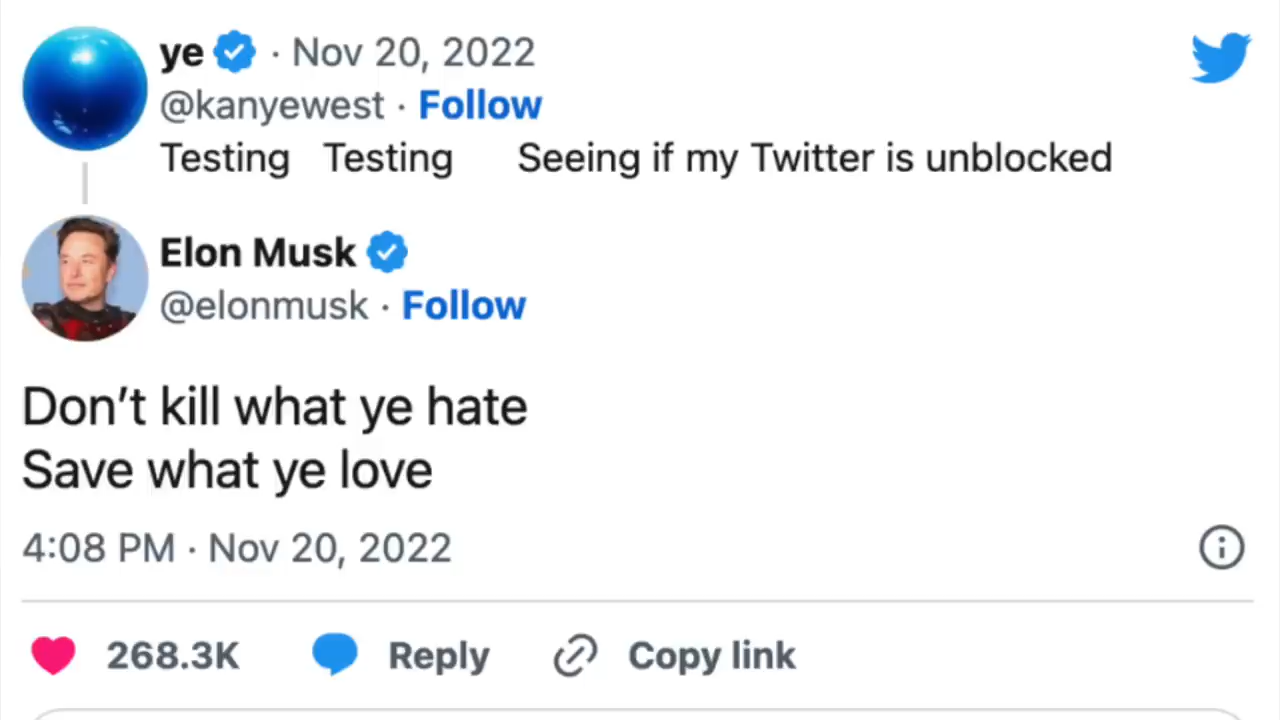 ye · Nov 20, 2022
@kanyewest · Follow
Testing Testing Seeing if my Twitter is unblocked
Elon Musk
@elonmusk · Follow
Don’t kill what ye hate
Save what ye love
4:08 PM · Nov 20, 2022
268.3K Reply Copy link